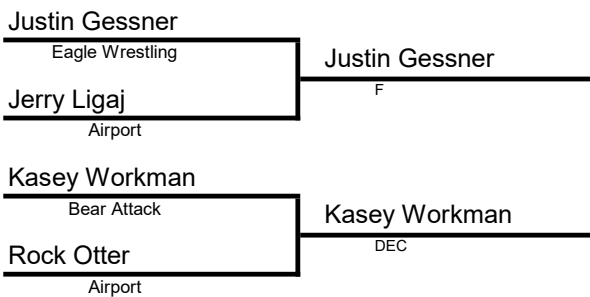 Justin Gessner
Eagle Wrestling
Justin Gessner
F
Jerry Ligaj
Airport
Kasey Workman
Bear Attack
Kasey Workman
DEC
Rock Otter
Airport